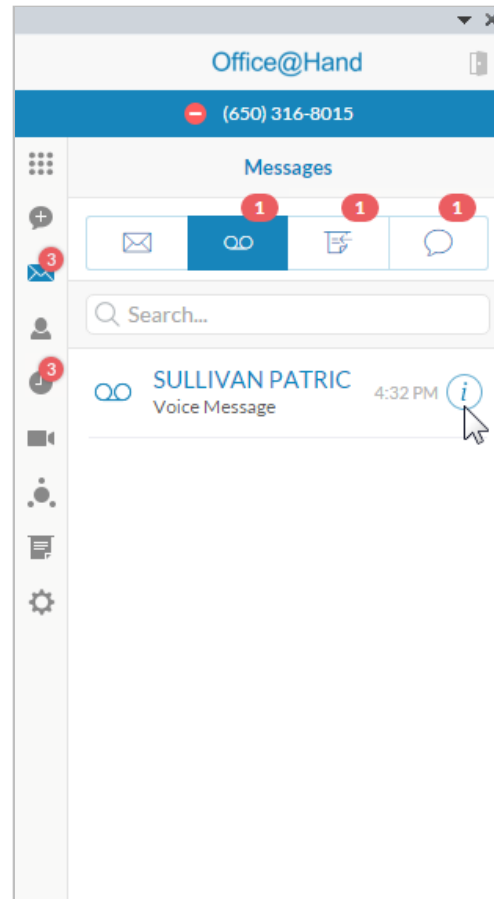 Office@Hand
(650) 316-8015
Messages
1 1 1
3
Search...
SULLIVAN PATRIC
4:32 PM
Voice Message
3